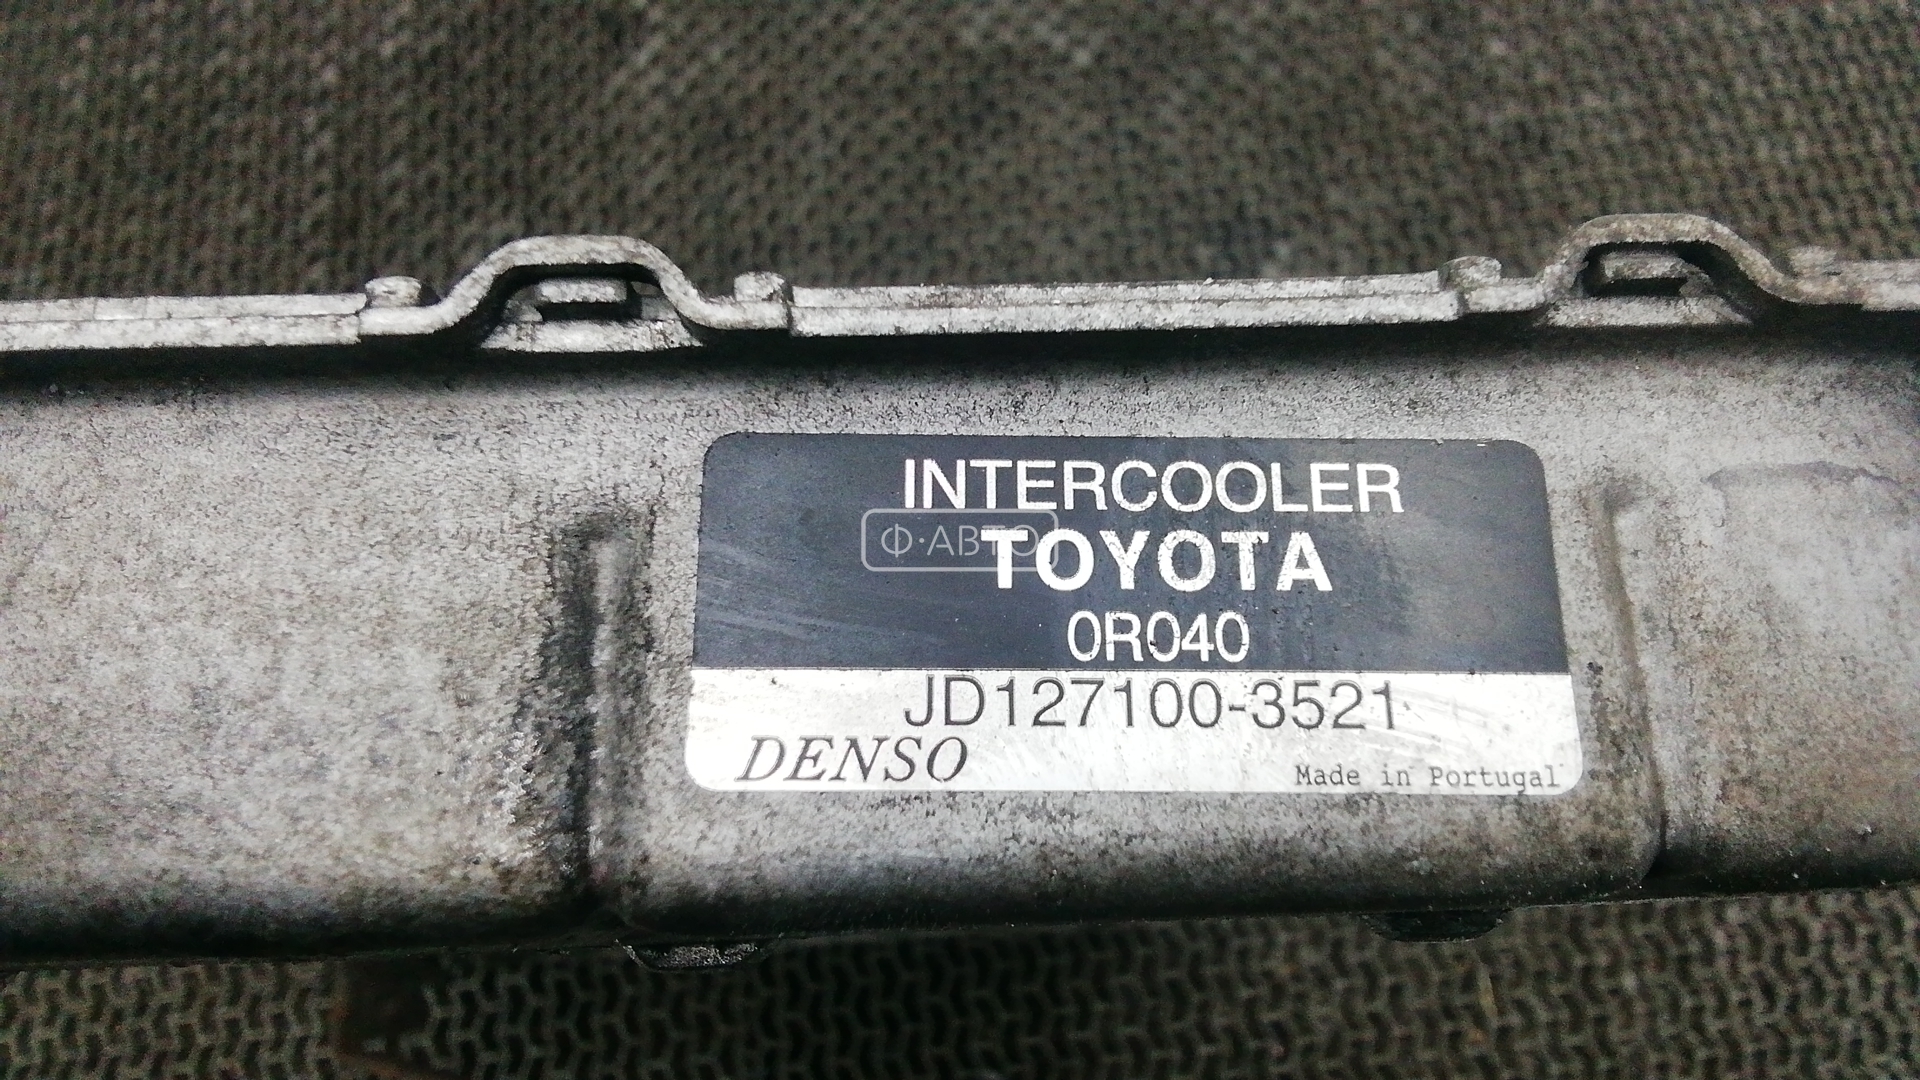 INTERCOOLER
Ф·АВТО
TOYOTA
0R040
JD127100-3521
DENSO
Made in Portugal